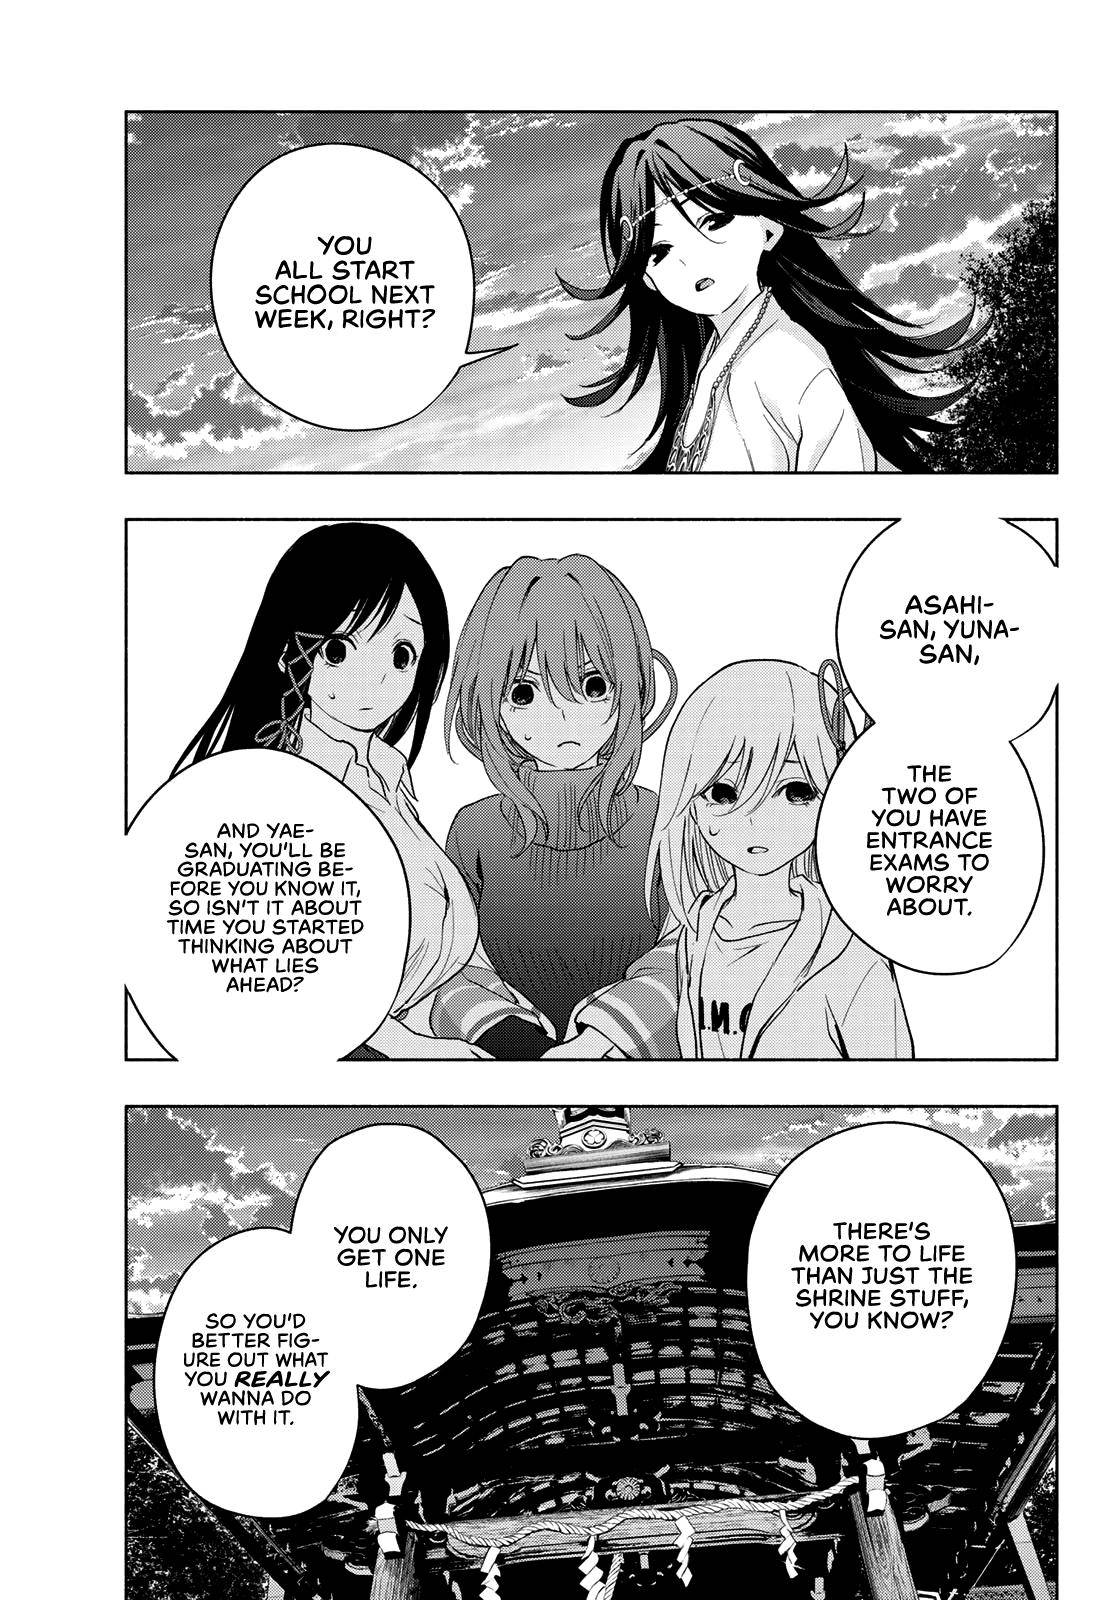 YOU
ALL START
SCHOOL NEXT
WEEK, RIGHT?
ASAHI-
SAN, YUNA-
SAN,
THE
TWO OF
YOU HAVE
ENTRANCE
EXAMS TO
WORRY
ABOUT.
AND YAE-
SAN, YOU'LL BE
GRADUATING BE-
FORE YOU KNOW IT,
SO ISN'T IT ABOUT
TIME YOU STARTED
THINKING ABOUT
WHAT LIES
AHEAD?
THERE'S
MORE TO LIFE
THAN JUST THE
SHRINE STUFF,
YOU KNOW?
YOU ONLY
GET ONE
LIFE.
SO YOU'D
BETTER FIG-
URE OUT WHAT
YOU REALLY
WANNA DO
WITH IT.